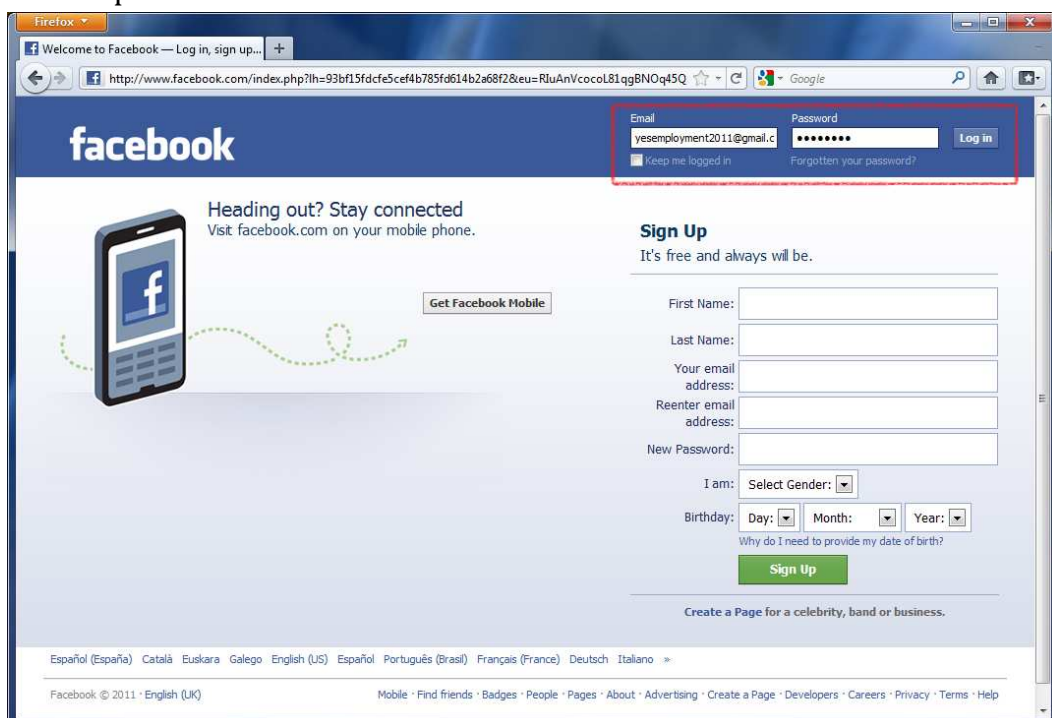 Firefox
Welcome to Facebook — Log in, sign up...
http://www.facebook.com/index.php?lh=93bf15fdcfe5cef4b785fd614b2a68f2&eu=RIuAnVcocoL81qgBNOq45Q
Google
facebook
Email
Password
yesemployment2011@gmail.c
••••••••
Log in
Keep me logged in
Forgotten your password?
Heading out? Stay connected
Visit facebook.com on your mobile phone.
Get Facebook Mobile
Sign Up
It's free and always will be.
First Name:
Last Name:
Your email
address:
Reenter email
address:
New Password:
I am: Select Gender:
Birthday: Day: Month: Year:
Why do I need to provide my date of birth?
Sign Up
Create a Page for a celebrity, band or business.
Español (España) Català Euskara Galego English (US) Español Português (Brasil) Français (France) Deutsch Italiano »
Facebook © 2011 · English (UK)
Mobile · Find friends · Badges · People · Pages · About · Advertising · Create a Page · Developers · Careers · Privacy · Terms · Help